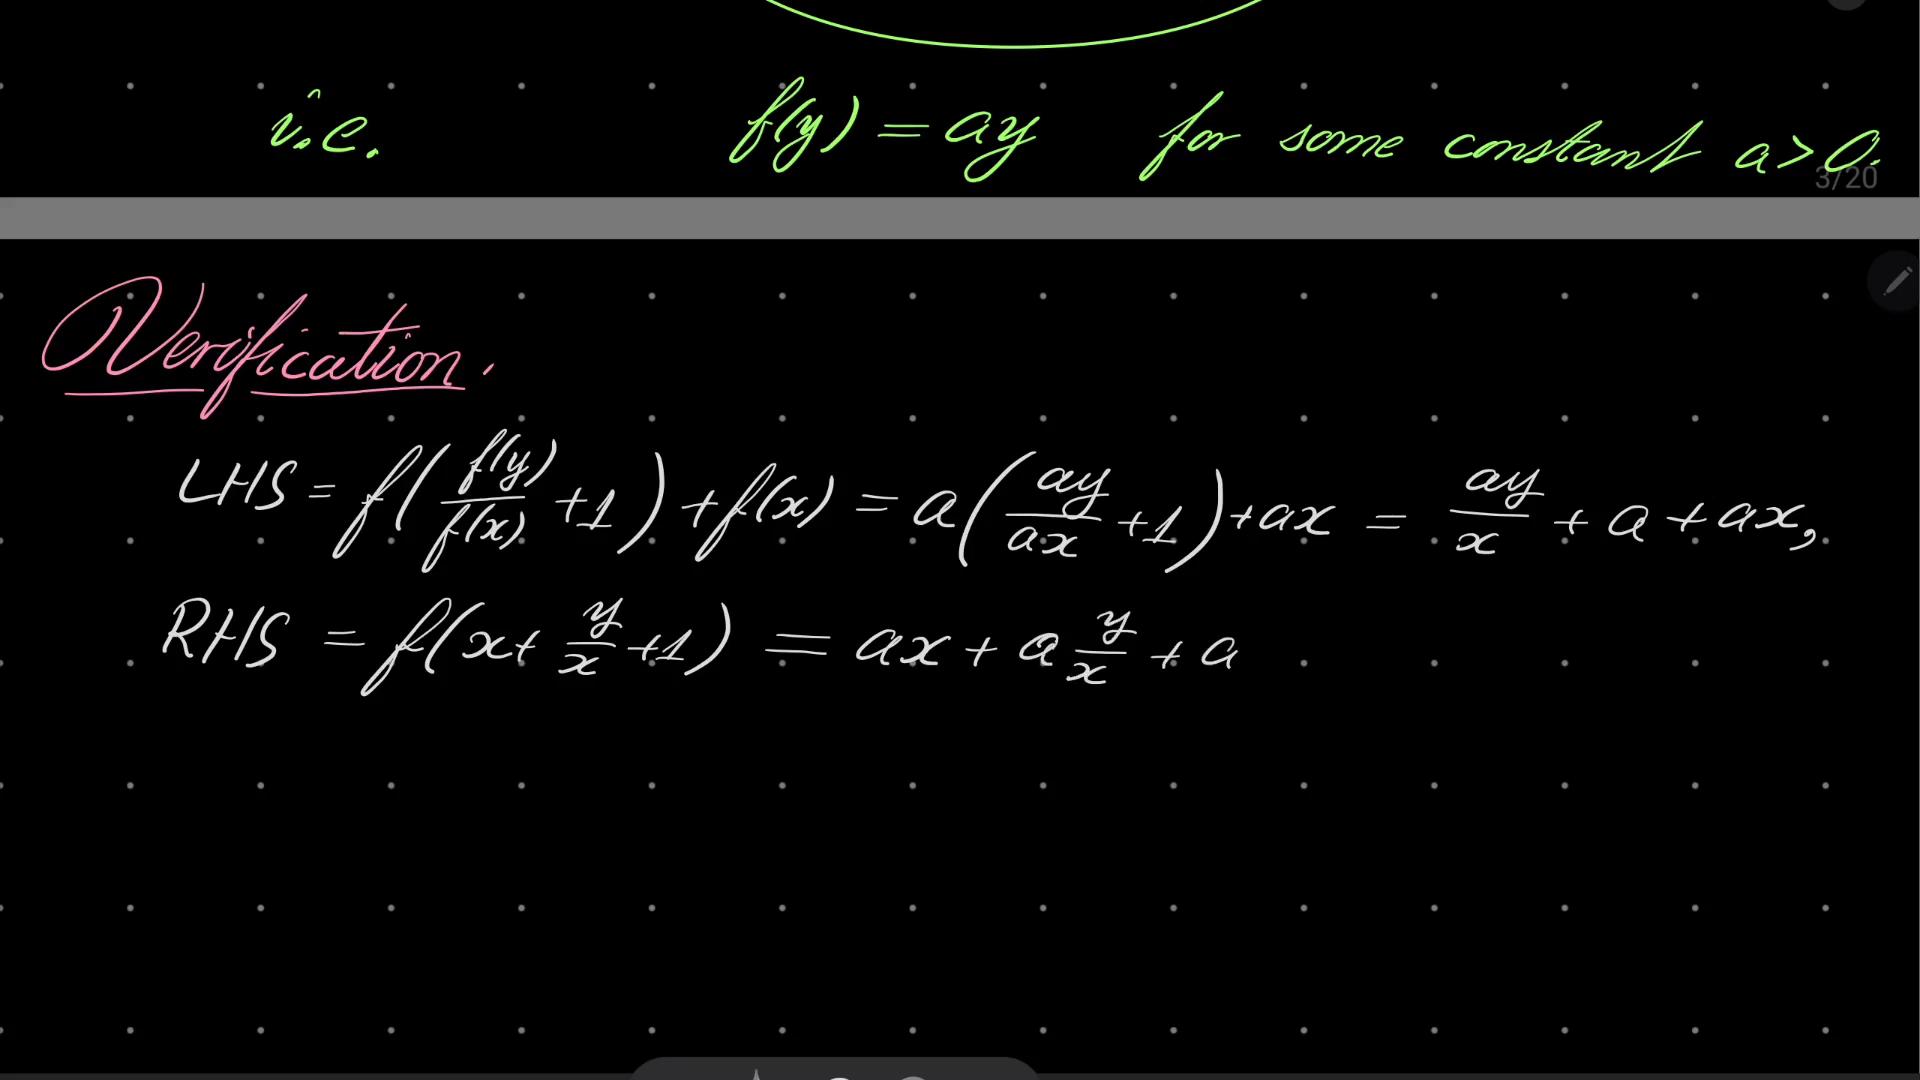 i.e. f(y) = ay for some constant a>0.
3/20
Verification.
LHS = f(f(y)/f(x) +1) + f(x) = a(ay/ax +1) + ax = ay/x + a + ax,
RHS = f(x + y/x +1) = ax + a y/x + a